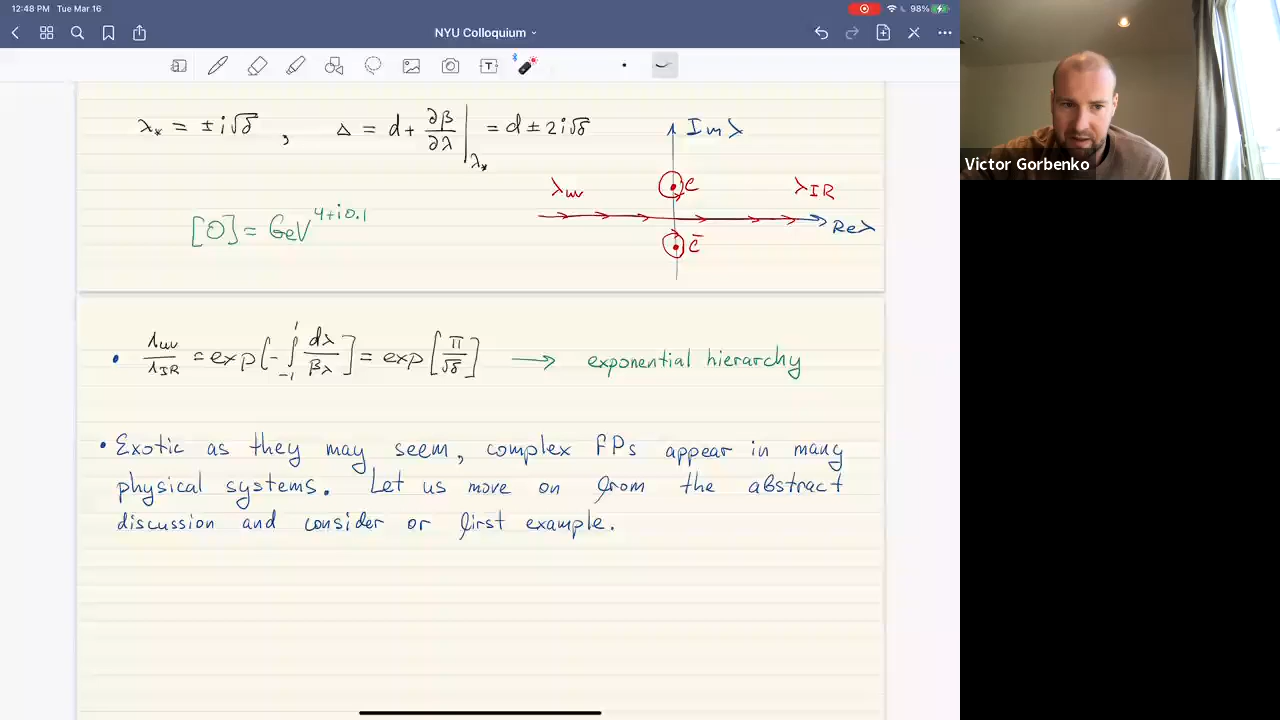 12:48 PM Tue Mar 16
98%
NYU Colloquium
λ* = ± i√δ , Δ = d + ∂β/∂λ |λ* = d ± 2i√δ
Im λ
C
λuv
λIR
Re λ
C̄
[O] = GeV^4+i0.1
Victor Gorbenko
• Λuv/ΛIR = exp[-∫_-1^1 dλ/βλ] = exp[π/√δ] → exponential hierarchy
• Exotic as they may seem, complex FPs appear in many
physical systems. Let us move on from the abstract
discussion and consider or first example.